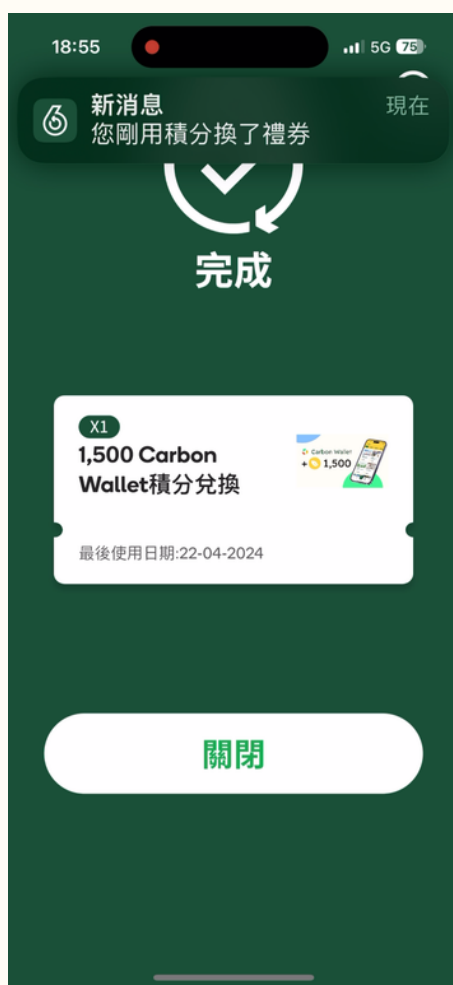 18:55
5G 75
新消息
現在
您剛用積分換了禮券
完成
X1
1,500 Carbon
Wallet積分兌換
Carbon Wallet
+ 1,500
最後使用日期:22-04-2024
關閉